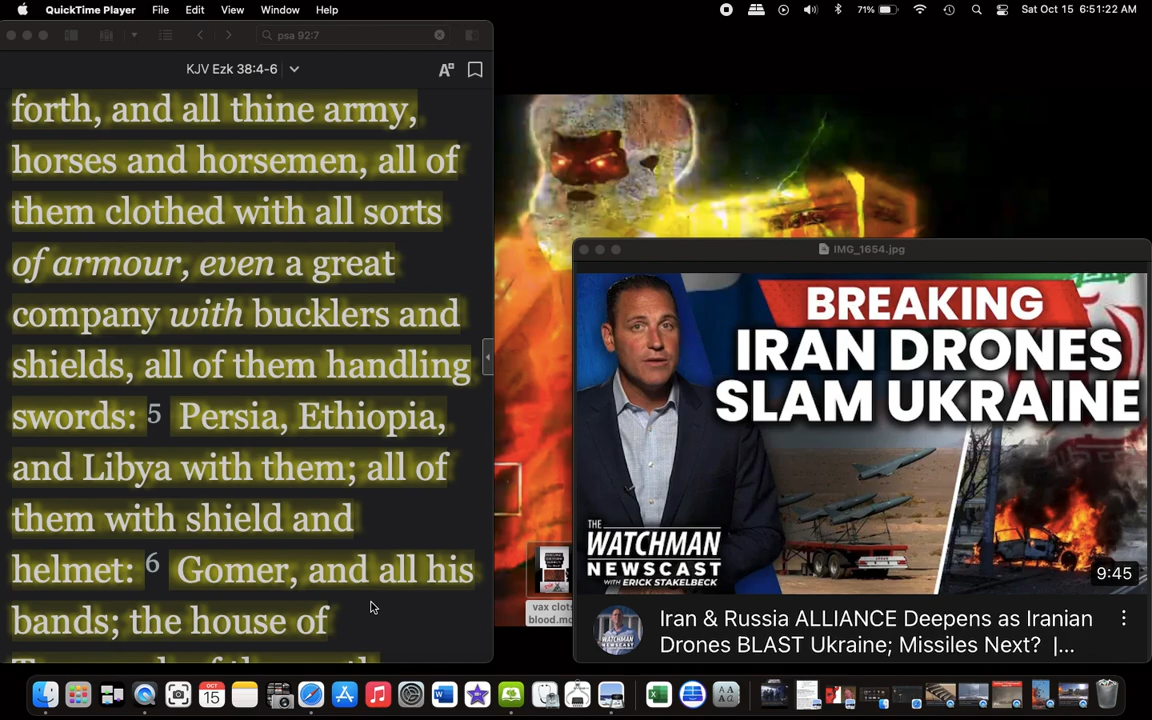 QuickTime Player File Edit View Window Help
71% Sat Oct 15 6:51:22 AM
psa 92:7
KJV Ezk 38:4-6
forth, and all thine army,
horses and horsemen, all of
them clothed with all sorts
of armour, even a great
company with bucklers and
shields, all of them handling
swords: 5 Persia, Ethiopia,
and Libya with them; all of
them with shield and
helmet: 6 Gomer, and all his
bands; the house of
IMG_1654.jpg
BREAKING
IRAN DRONES
SLAM UKRAINE
THE
WATCHMAN
NEWSCAST
WITH ERICK STAKELBECK
9:45
Iran & Russia ALLIANCE Deepens as Iranian
Drones BLAST Ukraine; Missiles Next? |...
vax clots
blood.mo
OCT
15